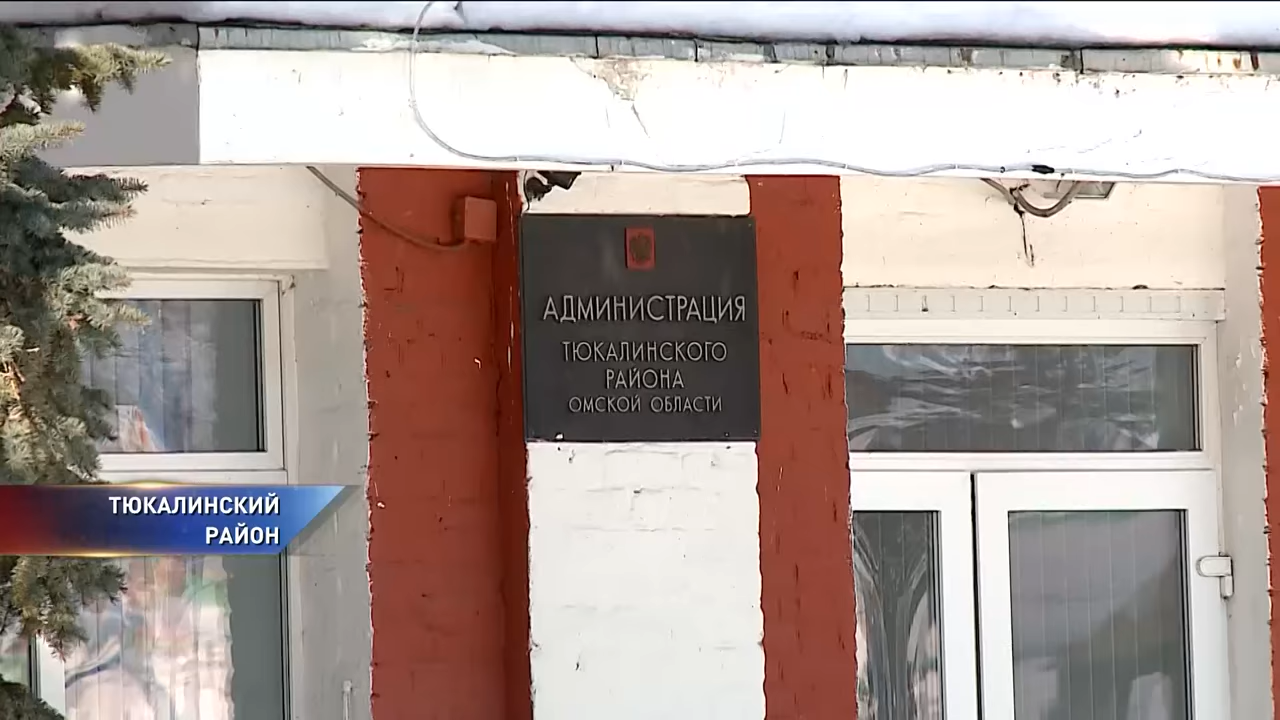 АДМИНИСТРАЦИЯ
ТЮКАЛИНСКОГО
РАЙОНА
ОМСКОЙ ОБЛАСТИ
ТЮКАЛИНСКИЙ
РАЙОН